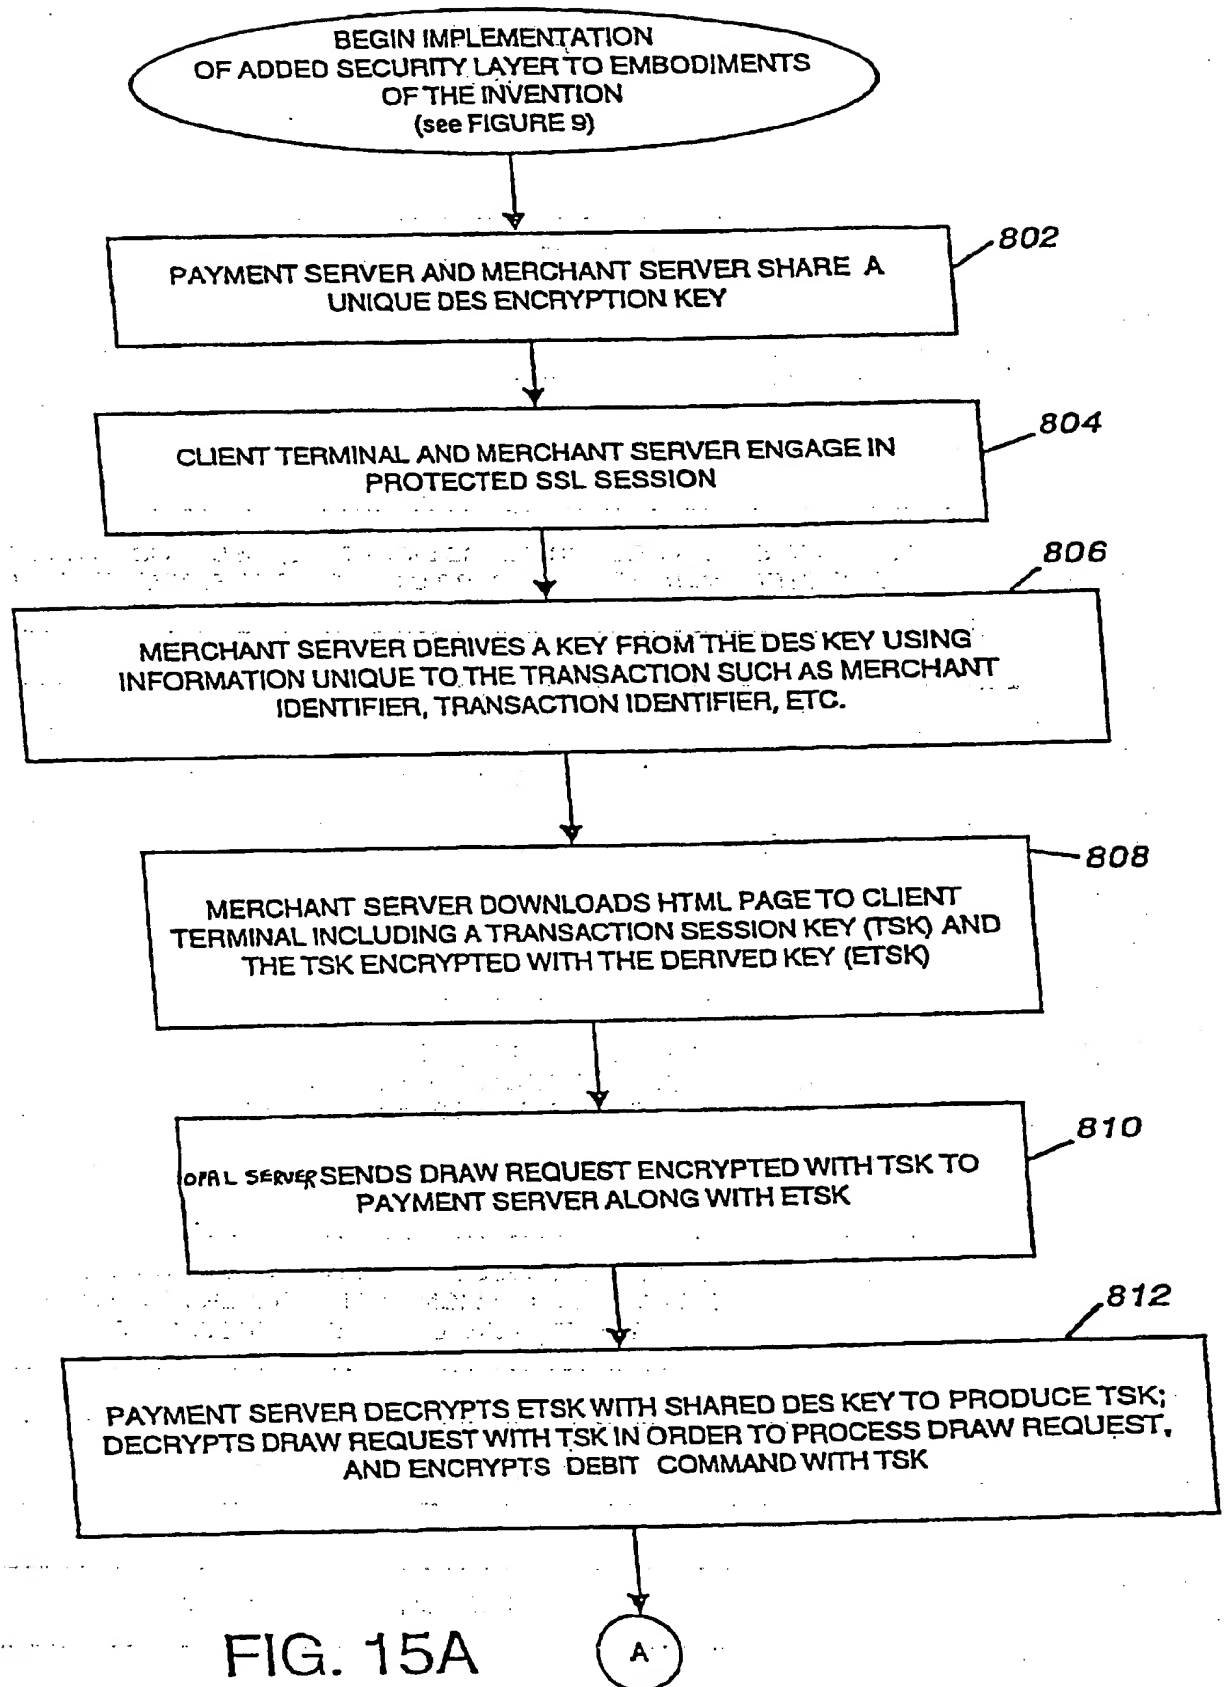 BEGIN IMPLEMENTATION
OF ADDED SECURITY LAYER TO EMBODIMENTS
OF THE INVENTION
(see FIGURE 9)
802
PAYMENT SERVER AND MERCHANT SERVER SHARE A
UNIQUE DES ENCRYPTION KEY
804
CLIENT TERMINAL AND MERCHANT SERVER ENGAGE IN
PROTECTED SSL SESSION
806
MERCHANT SERVER DERIVES A KEY FROM THE DES KEY USING
INFORMATION UNIQUE TO THE TRANSACTION SUCH AS MERCHANT
IDENTIFIER, TRANSACTION IDENTIFIER, ETC.
808
MERCHANT SERVER DOWNLOADS HTML PAGE TO CLIENT
TERMINAL INCLUDING A TRANSACTION SESSION KEY (TSK) AND
THE TSK ENCRYPTED WITH THE DERIVED KEY (ETSK)
810
OPAL SERVER SENDS DRAW REQUEST ENCRYPTED WITH TSK TO
PAYMENT SERVER ALONG WITH ETSK
812
PAYMENT SERVER DECRYPTS ETSK WITH SHARED DES KEY TO PRODUCE TSK;
DECRYPTS DRAW REQUEST WITH TSK IN ORDER TO PROCESS DRAW REQUEST,
AND ENCRYPTS DEBIT COMMAND WITH TSK
A
FIG. 15A